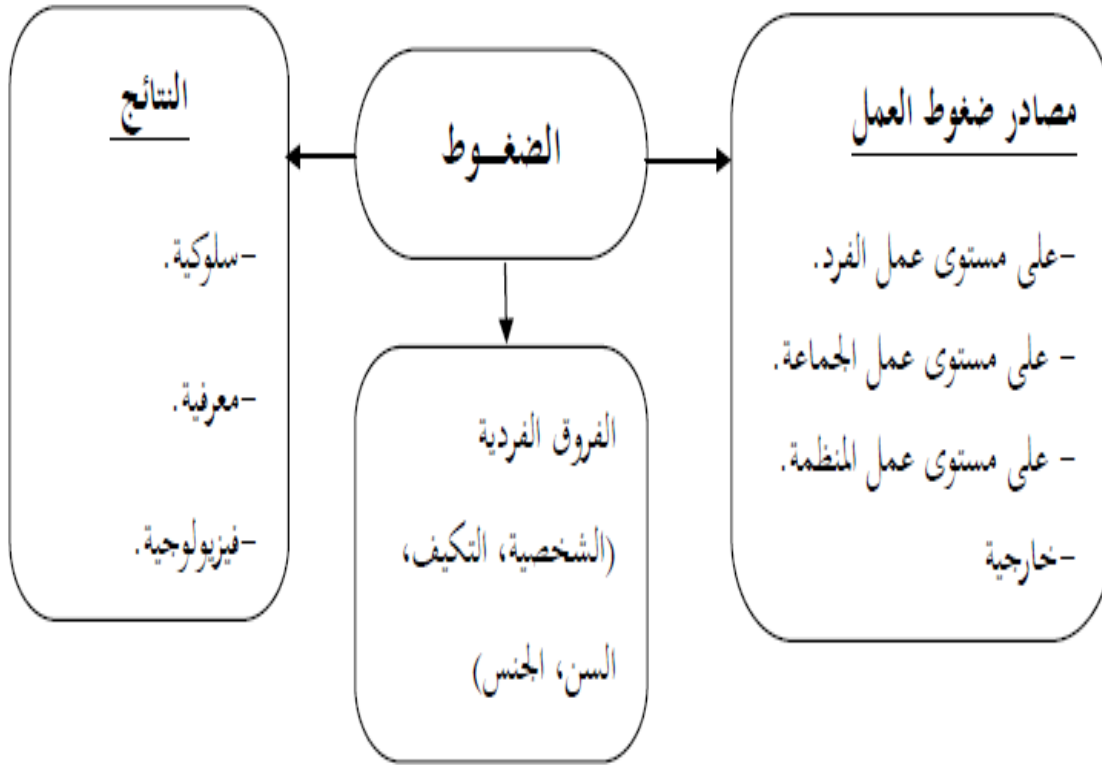 مصادر ضغوط العمل
-على مستوى عمل الفرد.
- على مستوى عمل الجماعة.
- على مستوى عمل المنظمة.
-خارجية
الضغــوط
الفروق الفردية
(الشخصية، التكيف،
السن، الجنس)
النتائج
-سلوكية.
-معرفية.
-فيزيولوجية.